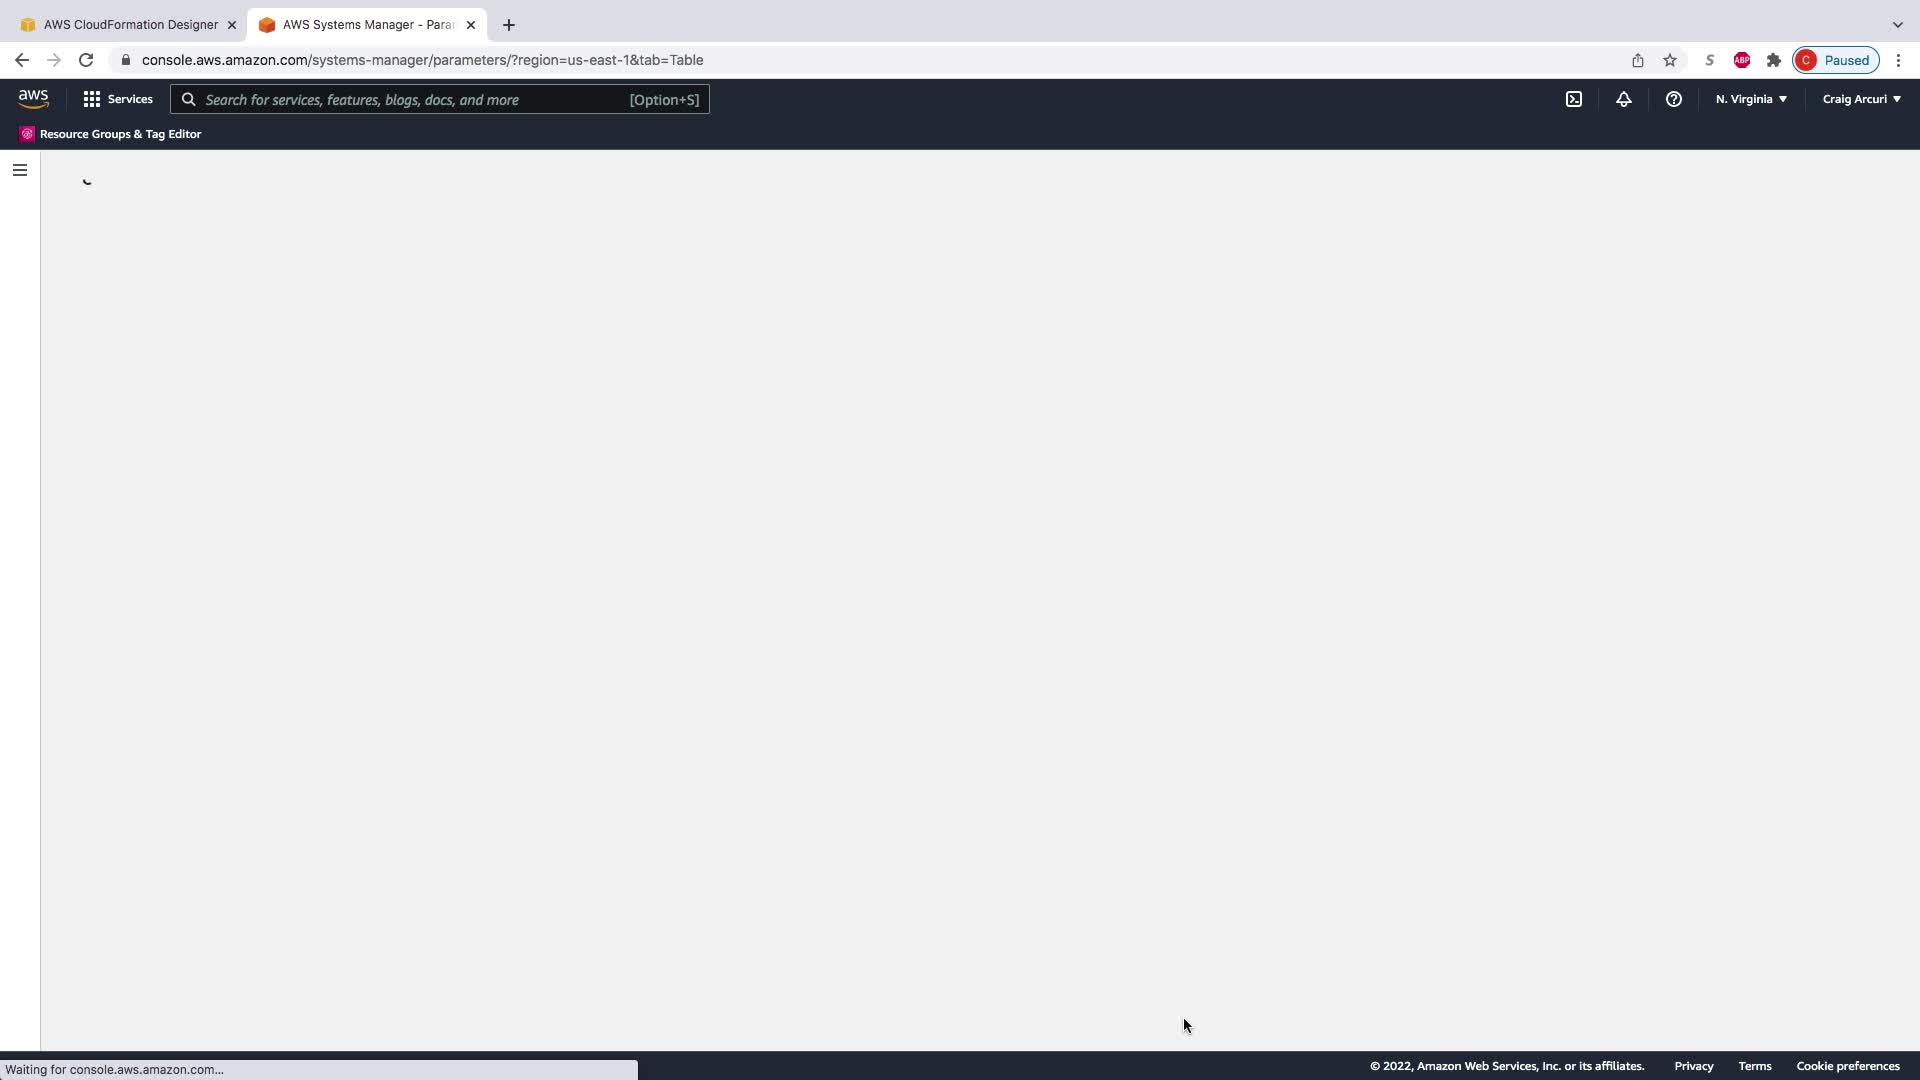 AWS CloudFormation Designer
AWS Systems Manager - Para
console.aws.amazon.com/systems-manager/parameters/?region=us-east-1&tab=Table
S
ABP
C
Paused
aws
Services
Search for services, features, blogs, docs, and more
[Option+S]
N. Virginia
Craig Arcuri
Resource Groups & Tag Editor
Waiting for console.aws.amazon.com...
© 2022, Amazon Web Services, Inc. or its affiliates.
Privacy
Terms
Cookie preferences